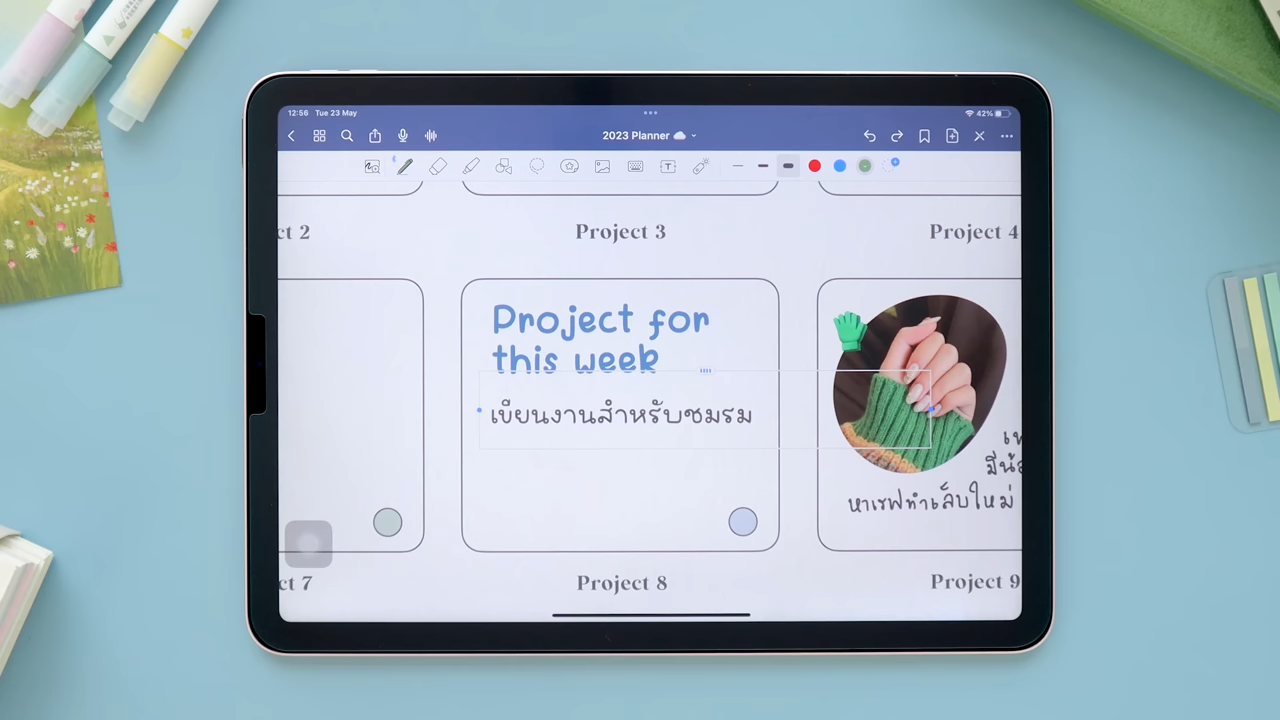 12:56 Tue 23 May
42%
2023 Planner
ct 2
Project 3
Project 4
Project for
this week
เขียนงานสำหรับชมรม
มีน้
หาเรฟทำเล็บใหม่
ct 7
Project 8
Project 9